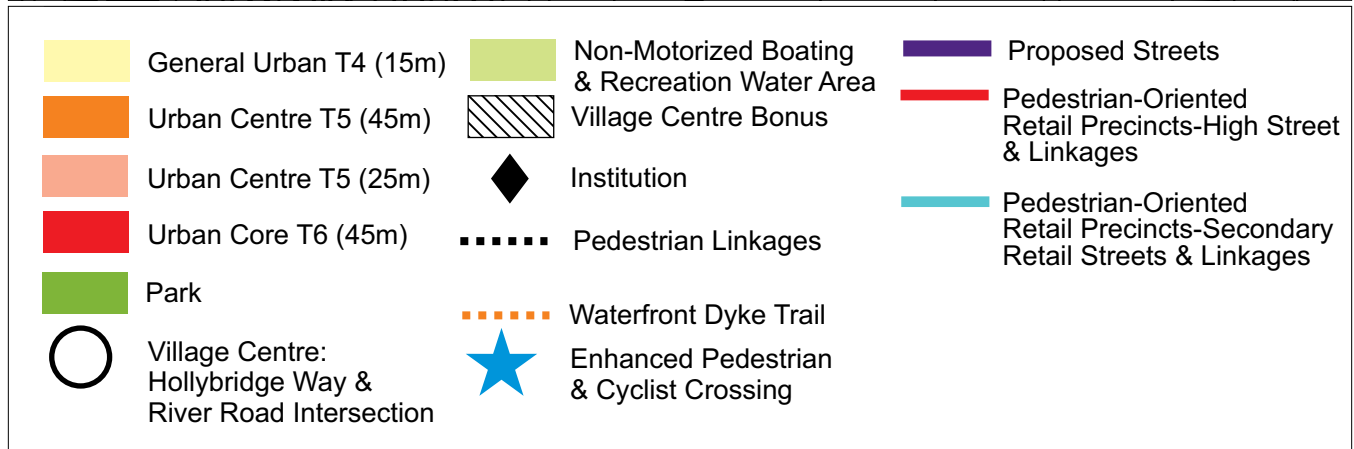 General Urban T4 (15m)
Urban Centre T5 (45m)
Urban Centre T5 (25m)
Urban Core T6 (45m)
Park
Village Centre:
Hollybridge Way &
River Road Intersection
Non-Motorized Boating
& Recreation Water Area
Village Centre Bonus
Institution
Pedestrian Linkages
Waterfront Dyke Trail
Enhanced Pedestrian
& Cyclist Crossing
Proposed Streets
Pedestrian-Oriented
Retail Precincts-High Street
& Linkages
Pedestrian-Oriented
Retail Precincts-Secondary
Retail Streets & Linkages